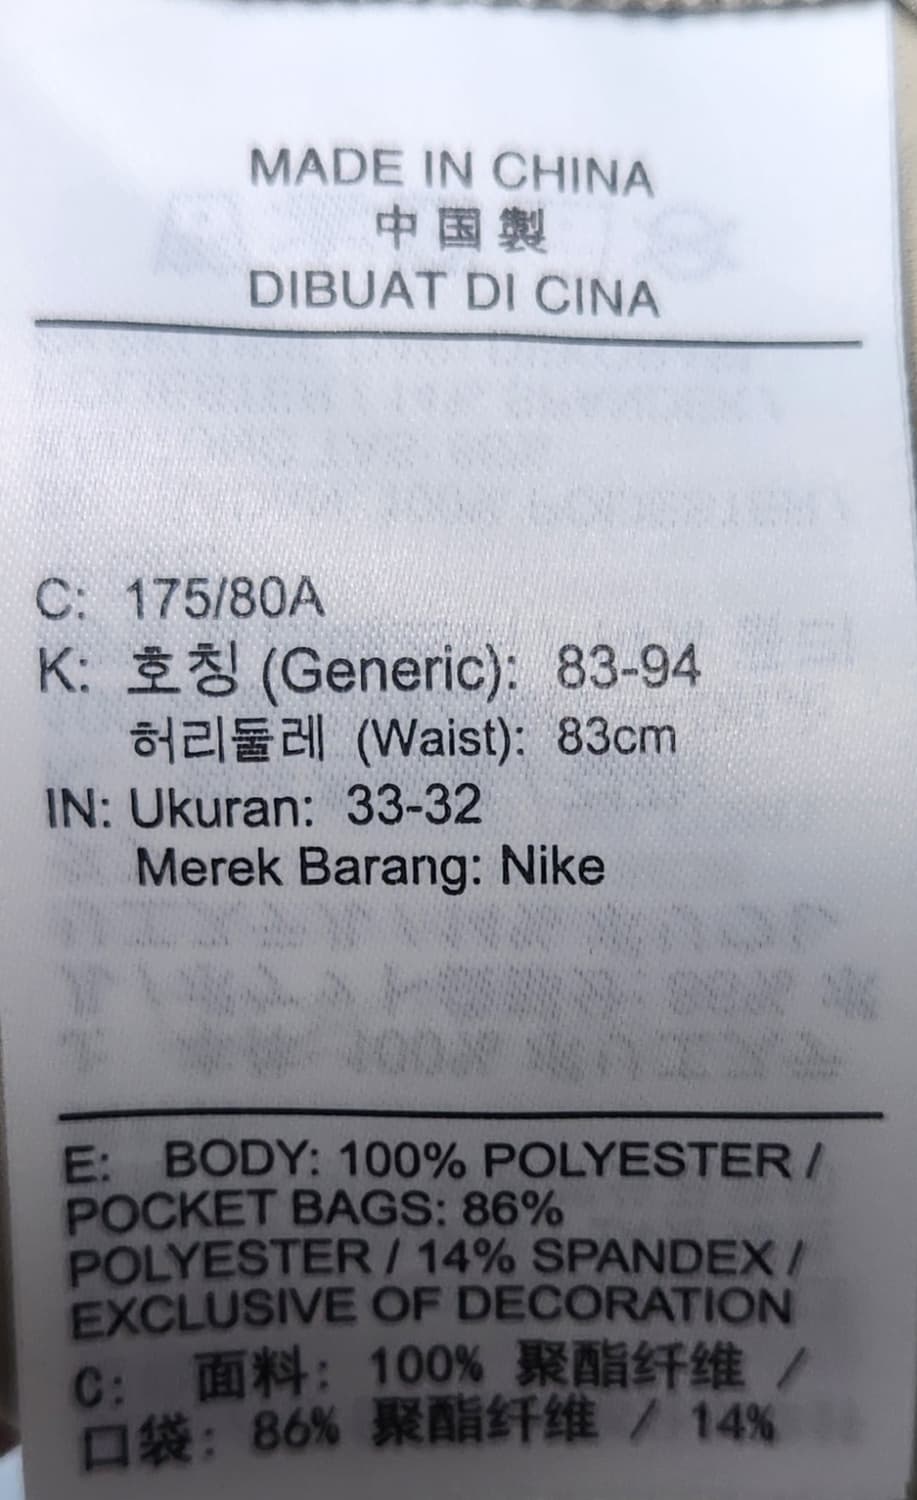 MADE IN CHINA
中国製
DIBUAT DI CINA
C: 175/80A
K: 호칭 (Generic): 83-94
허리둘레 (Waist): 83cm
IN: Ukuran: 33-32
Merek Barang: Nike
E: BODY: 100% POLYESTER /
POCKET BAGS: 86%
POLYESTER / 14% SPANDEX /
EXCLUSIVE OF DECORATION
C: 面料: 100% 聚酯纤维 /
口袋: 86% 聚酯纤维 / 14%